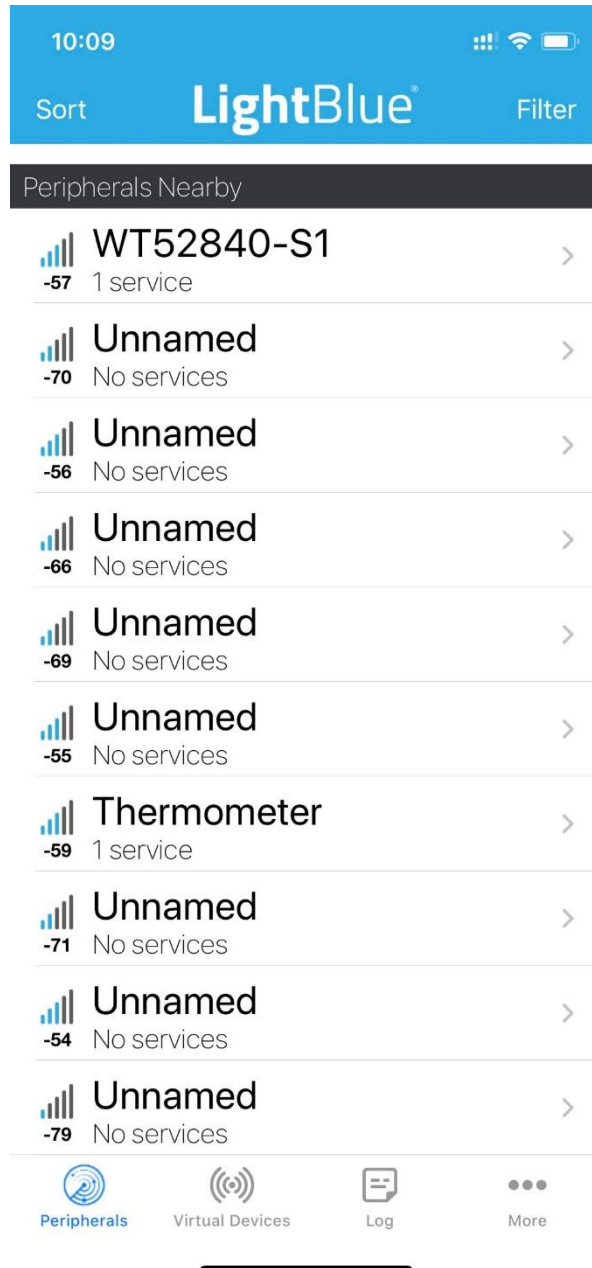 10:09
Sort LightBlue® Filter
Peripherals Nearby
WT52840-S1
-57 1 service
Unnamed
-70 No services
Unnamed
-56 No services
Unnamed
-66 No services
Unnamed
-69 No services
Unnamed
-55 No services
Thermometer
-59 1 service
Unnamed
-71 No services
Unnamed
-54 No services
Unnamed
-79 No services
Peripherals Virtual Devices Log More